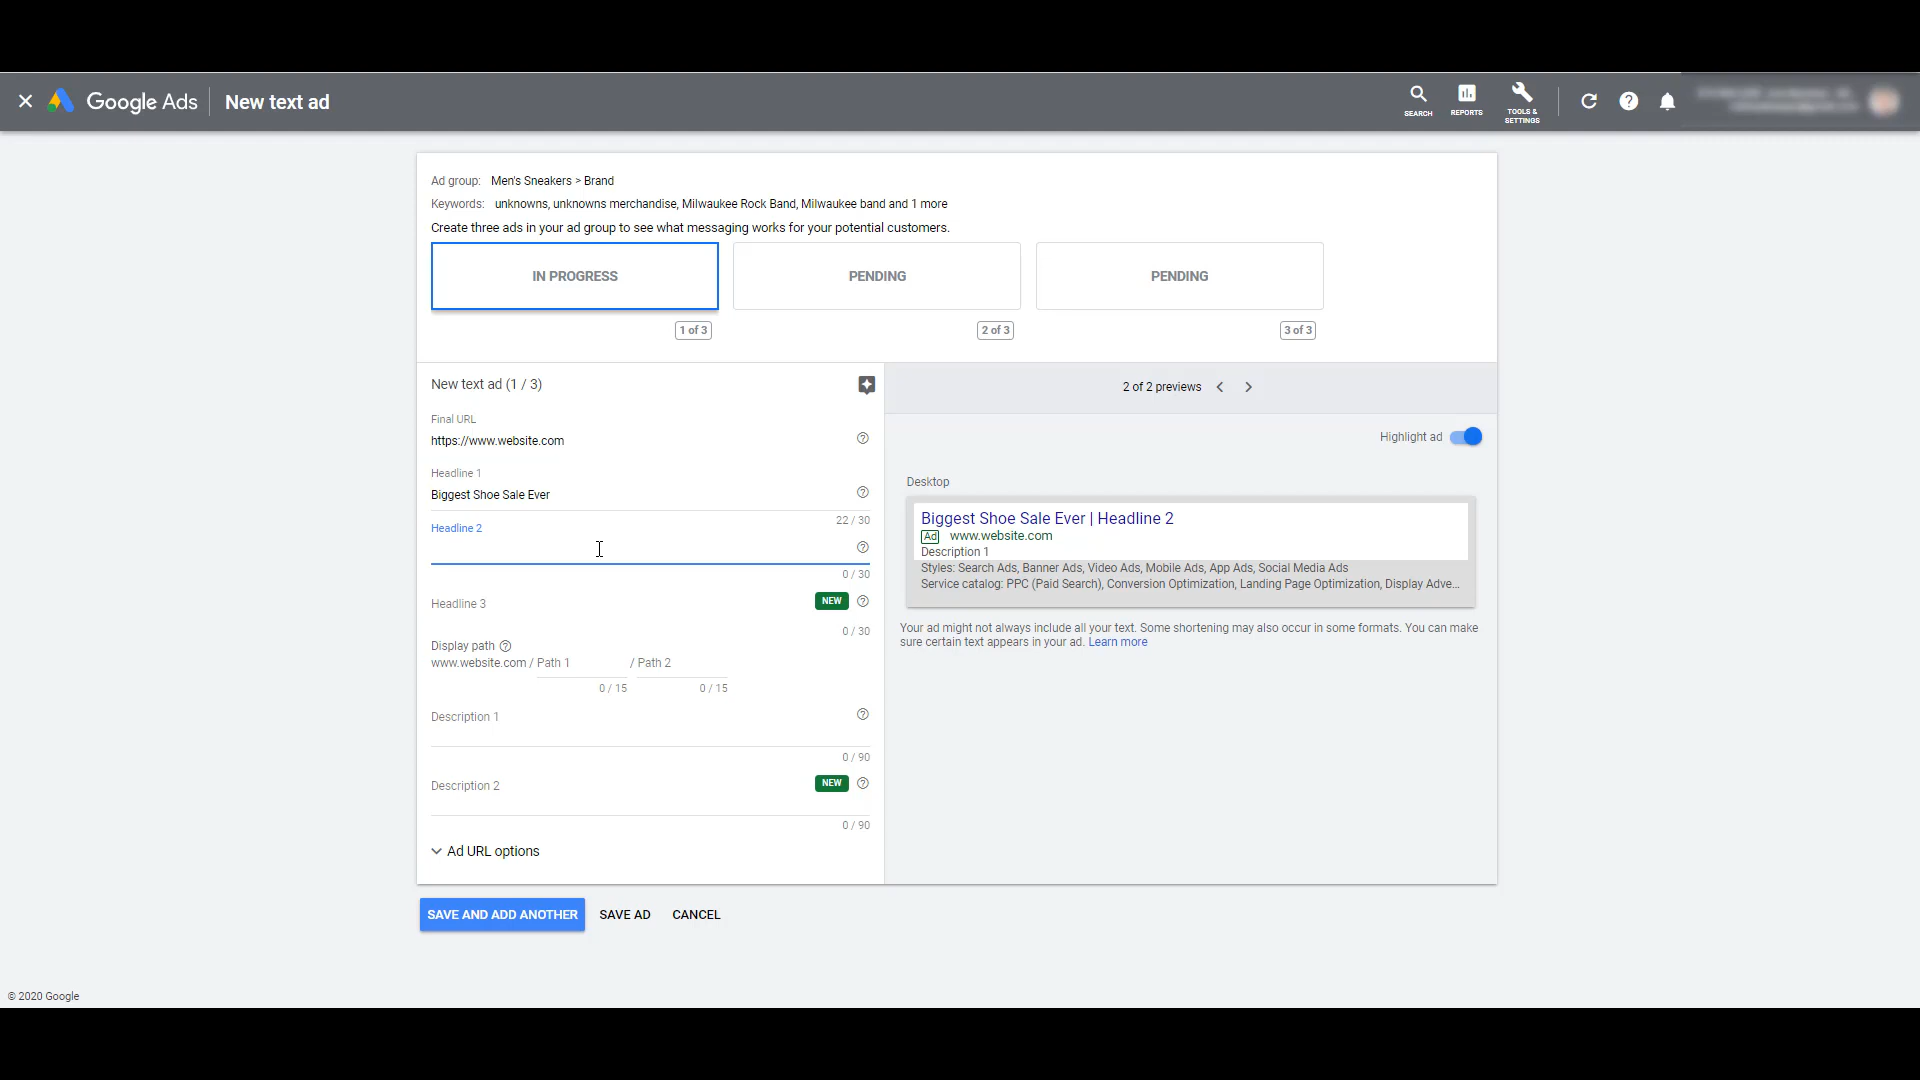 Google Ads
New text ad
SEARCH
REPORTS
TOOLS &
SETTINGS
Ad group: Men's Sneakers > Brand
Keywords: unknowns, unknowns merchandise, Milwaukee Rock Band, Milwaukee band and 1 more
Create three ads in your ad group to see what messaging works for your potential customers.
IN PROGRESS
PENDING
PENDING
1 of 3
2 of 3
3 of 3
New text ad (1 / 3)
Final URL
https://www.website.com
Headline 1
Biggest Shoe Sale Ever
22 / 30
Headline 2
0 / 30
Headline 3
NEW
0 / 30
Display path
www.website.com / Path 1 / Path 2
0 / 15
0 / 15
Description 1
0 / 90
Description 2
NEW
0 / 90
Ad URL options
2 of 2 previews
Highlight ad
Desktop
Biggest Shoe Sale Ever | Headline 2
Ad www.website.com
Description 1
Styles: Search Ads, Banner Ads, Video Ads, Mobile Ads, App Ads, Social Media Ads
Service catalog: PPC (Paid Search), Conversion Optimization, Landing Page Optimization, Display Adve...
Your ad might not always include all your text. Some shortening may also occur in some formats. You can make
sure certain text appears in your ad. Learn more
SAVE AND ADD ANOTHER
SAVE AD
CANCEL
© 2020 Google